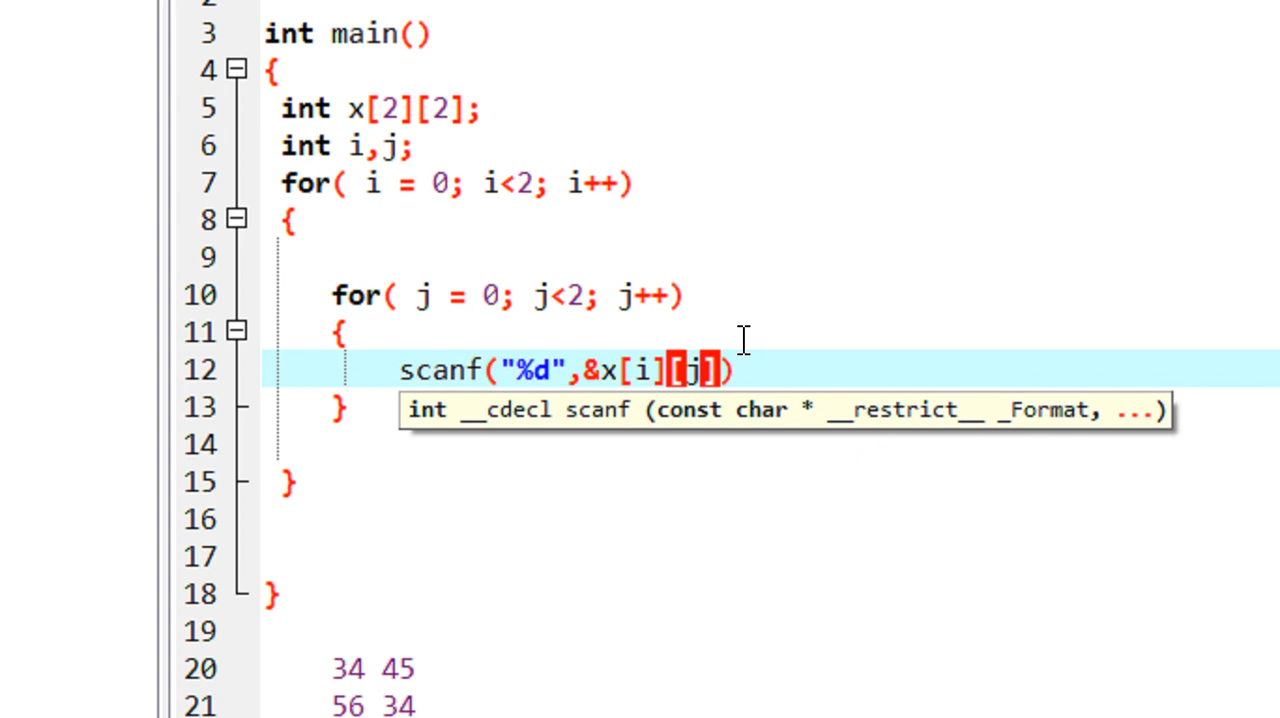 2
3 int main()
4 {
5 int x[2][2];
6 int i,j;
7 for( i = 0; i<2; i++)
8 {
9
10 for( j = 0; j<2; j++)
11 {
12 scanf("%d",&x[i][j])
13 }
int __cdecl scanf (const char * __restrict__ _Format, ...)
14
15 }
16
17
18 }
19
20 34 45
21 56 34